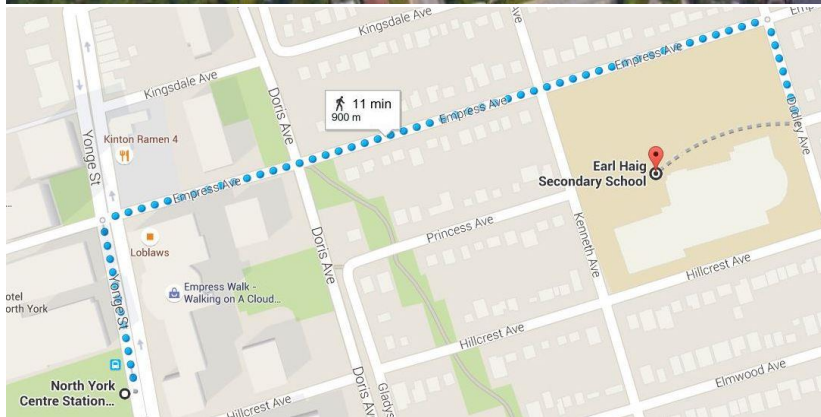 Kingsdale Ave
Ave
Emp
Kingsdale Ave
Doris Ave
11 min
900 m
Empress Ave
Empress Ave
Dudley Ave
Yonge St
Kinton Ramen 4
Earl Haig
Secondary School
Empress Ave
Loblaws
Doris Ave
Princess Ave
Kenneth Ave
Hillcrest Ave
Empress Walk -
Walking on A Cloud...
otel
orth York
Yonge St
Hillcrest Ave
Elmwood Ave
North York
Centre Station...
Hillcrest Ave
Doris Av
Gladys